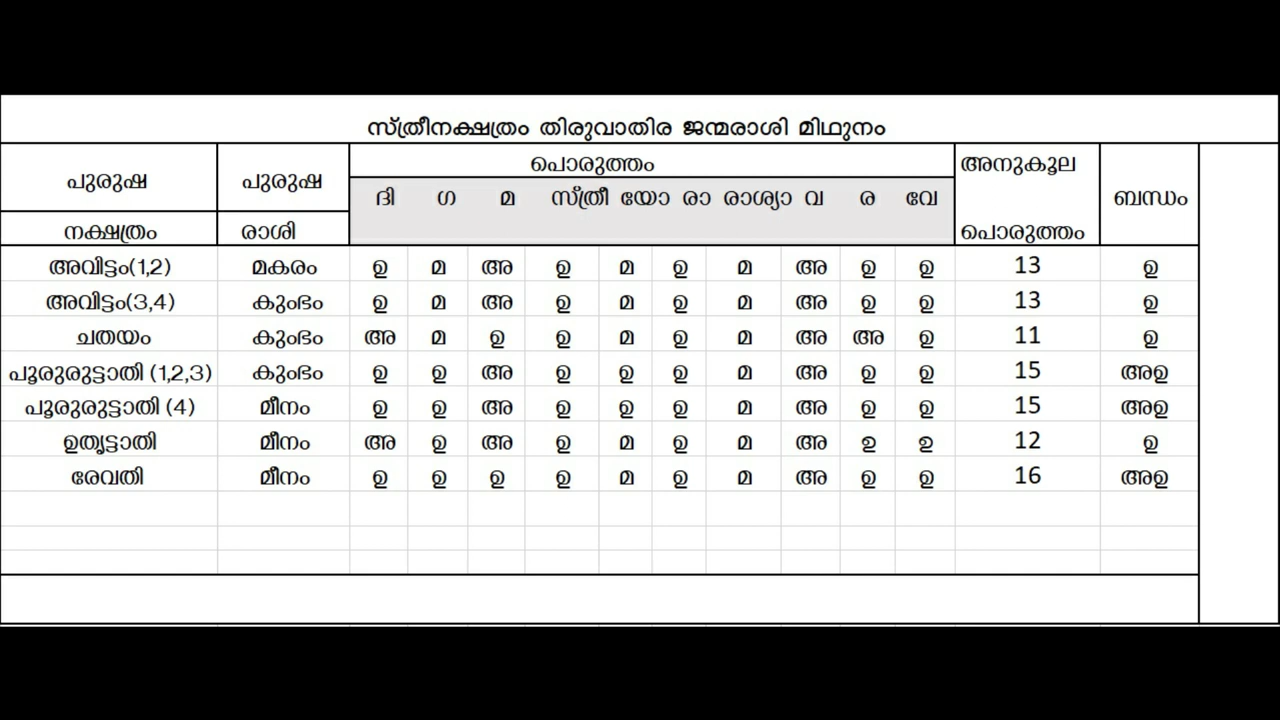 സ്ത്രീനക്ഷത്രം തിരുവാതിര ജന്മരാശി മിഥുനം
പുരുഷ പുരുഷ പൊരുത്തം അനുകൂല ബന്ധം
ദി ഗ മ സ്ത്രീ യോ രാ രാശ്യാ വ ര വേ
നക്ഷത്രം രാശി പൊരുത്തം
അവിട്ടം(1,2) മകരം ഉ മ അ ഉ മ ഉ മ അ ഉ ഉ 13 ഉ
അവിട്ടം(3,4) കുംഭം ഉ മ അ ഉ മ ഉ മ അ ഉ ഉ 13 ഉ
ചതയം കുംഭം അ മ ഉ ഉ മ ഉ മ അ അ ഉ 11 ഉ
പൂരുരുട്ടാതി (1,2,3) കുംഭം ഉ ഉ അ ഉ ഉ ഉ മ അ ഉ ഉ 15 അഉ
പൂരുരുട്ടാതി (4) മീനം ഉ ഉ അ ഉ ഉ ഉ മ അ ഉ ഉ 15 അഉ
ഉതൃട്ടാതി മീനം അ ഉ അ ഉ മ ഉ മ അ ഉ ഉ 12 ഉ
രേവതി മീനം ഉ ഉ ഉ ഉ മ ഉ മ അ ഉ ഉ 16 അഉ